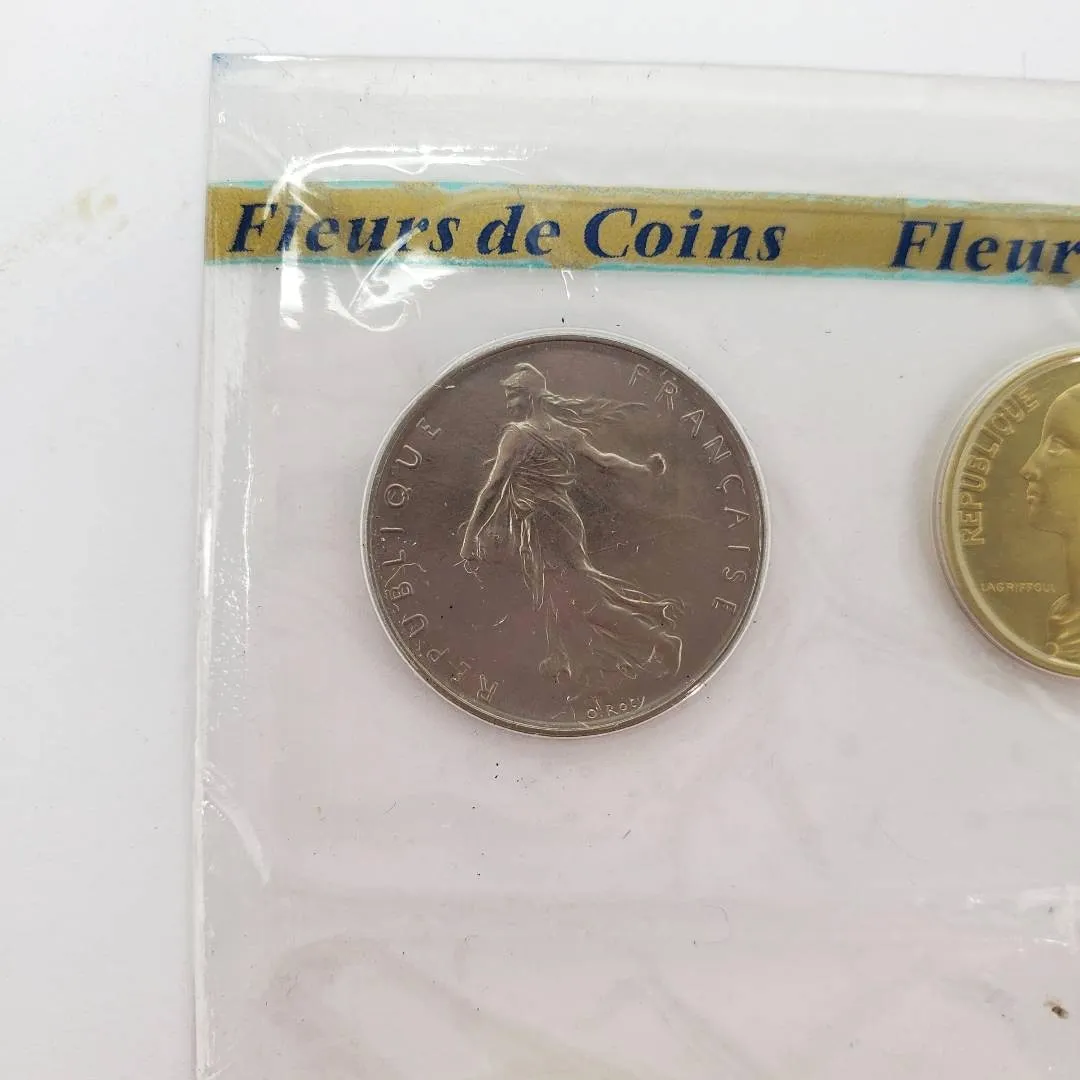 Fleurs de Coins Fleur
REPUBLIQUE FRANÇAISE
O. Roty
REPUBLIQUE
LAGRIFFOUL